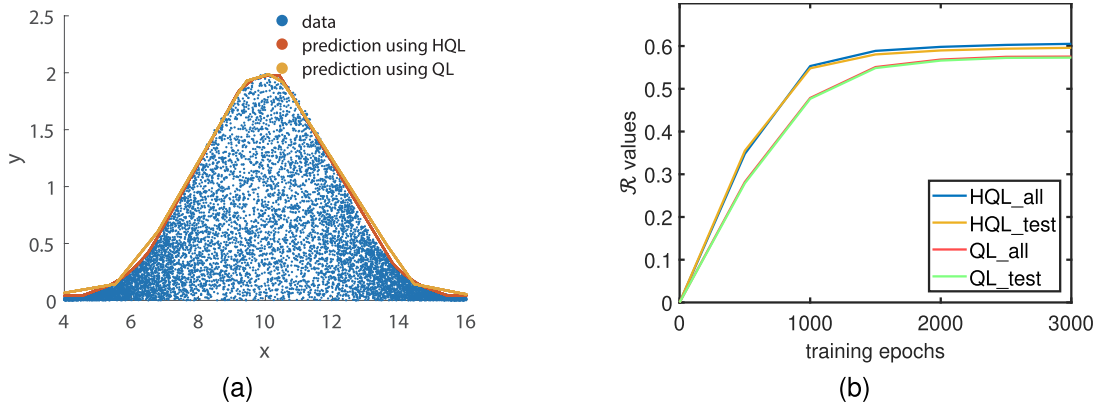 2.5
2
1.5
1
0.5
0
y
4
6
8
10
12
14
16
x
data
prediction using HQL
prediction using QL
(a)
0.6
0.5
0.4
0.3
0.2
0.1
0
ℛ values
0
1000
2000
3000
training epochs
HQL_all
HQL_test
QL_all
QL_test
(b)